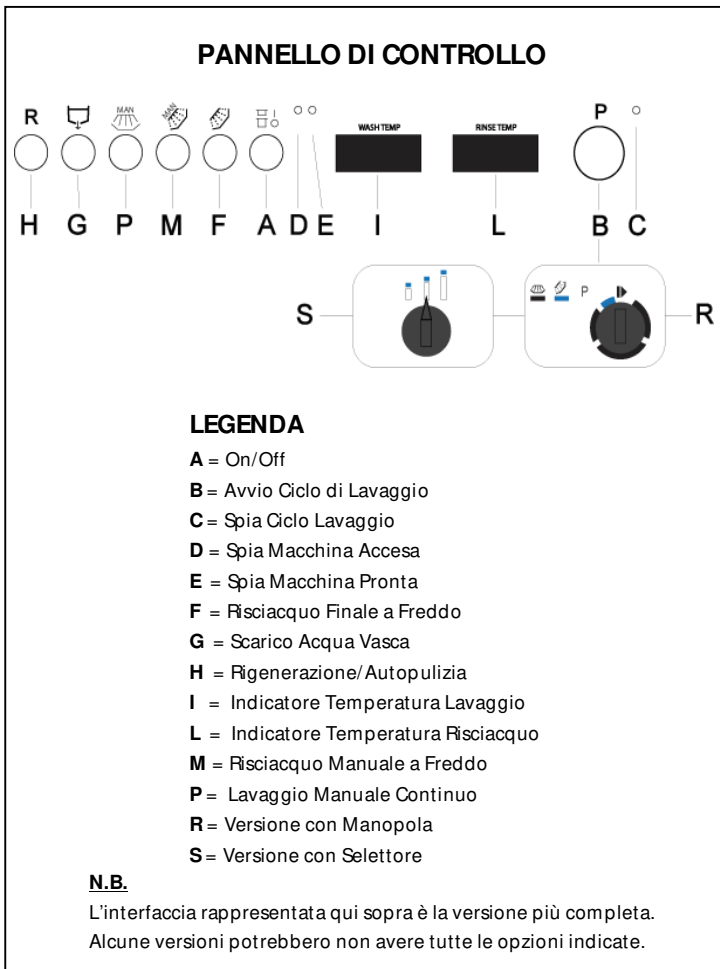 PANNELLO DI CONTROLLO
R MAN MAN P
WASH TEMP RINSE TEMP
H G P M F A D E I L B C
P
S R
LEGENDA
A = On/Off
B = Avvio Ciclo di Lavaggio
C = Spia Ciclo Lavaggio
D = Spia Macchina Accesa
E = Spia Macchina Pronta
F = Risciacquo Finale a Freddo
G = Scarico Acqua Vasca
H = Rigenerazione/Autopulizia
I = Indicatore Temperatura Lavaggio
L = Indicatore Temperatura Risciacquo
M = Risciacquo Manuale a Freddo
P = Lavaggio Manuale Continuo
R = Versione con Manopola
S = Versione con Selettore
N.B.
L'interfaccia rappresentata qui sopra è la versione più completa.
Alcune versioni potrebbero non avere tutte le opzioni indicate.